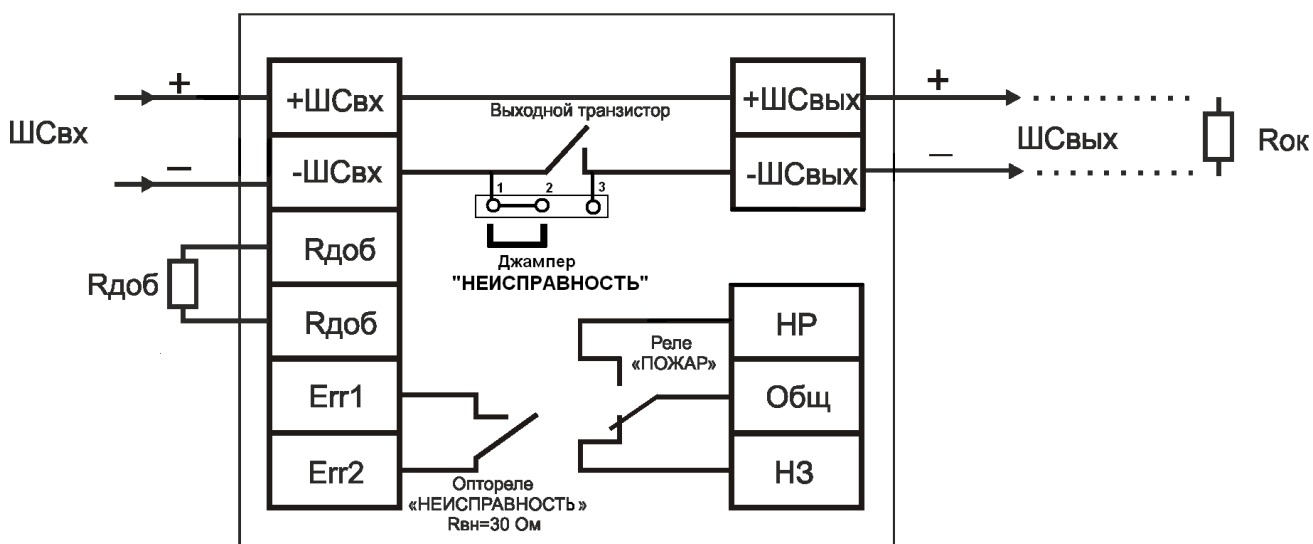 ШСвх
+
−
+ШСвх
-ШСвх
Rдоб
Rдоб
Err1
Err2
Rдоб
Выходной транзистор
1 2 3
Джампер
"НЕИСПРАВНОСТЬ"
Реле
«ПОЖАР»
Оптореле
«НЕИСПРАВНОСТЬ»
Rвн=30 Ом
+ШСвых
-ШСвых
НР
Общ
НЗ
+
ШСвых
−
Rок